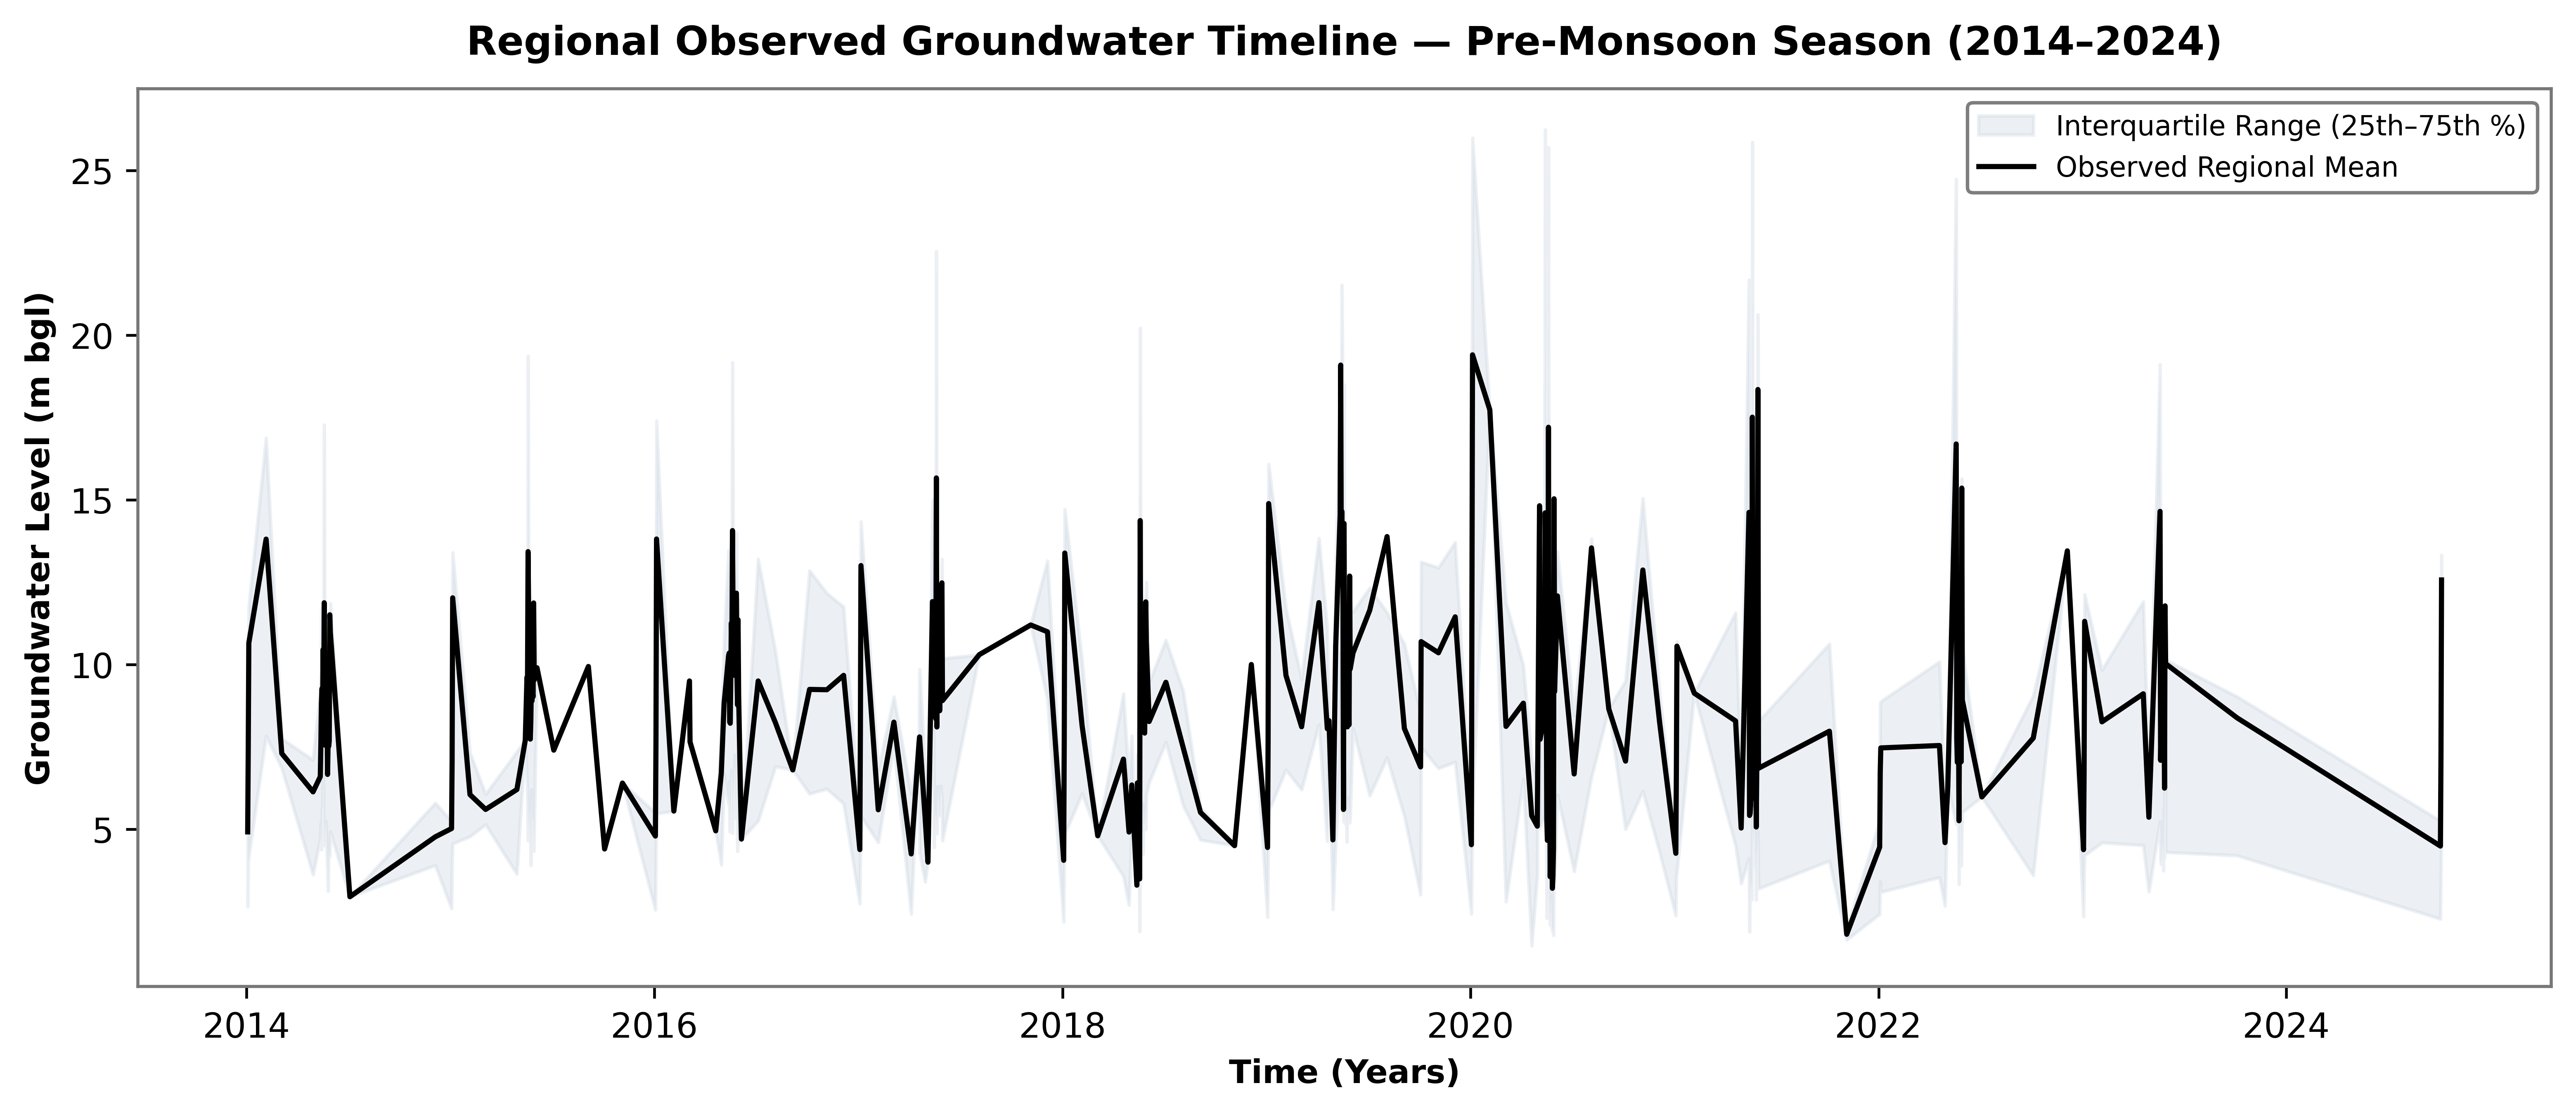 Regional Observed Groundwater Timeline — Pre-Monsoon Season (2014–2024)
Interquartile Range (25th–75th %)
Observed Regional Mean
Groundwater Level (m bgl)
25
20
15
10
5
2014 2016 2018 2020 2022 2024
Time (Years)